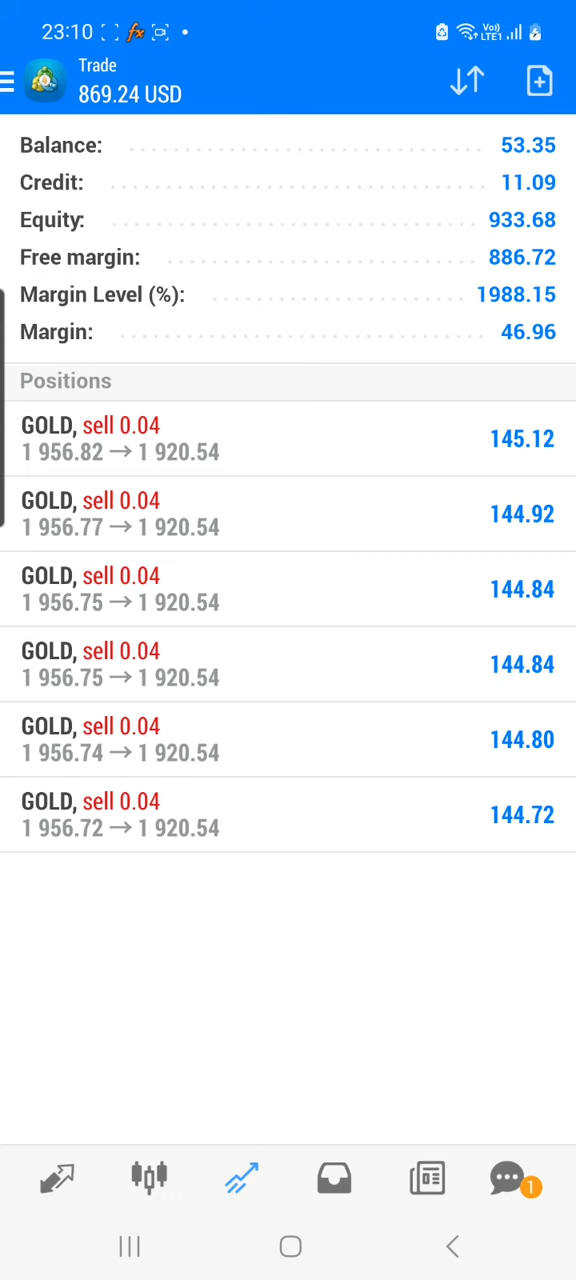 23:10
Vo)) LTE1
Trade
869.24 USD
Balance: 53.35
Credit: 11.09
Equity: 933.68
Free margin: 886.72
Margin Level (%): 1988.15
Margin: 46.96
Positions
GOLD, sell 0.04
1 956.82 → 1 920.54 145.12
GOLD, sell 0.04
1 956.77 → 1 920.54 144.92
GOLD, sell 0.04
1 956.75 → 1 920.54 144.84
GOLD, sell 0.04
1 956.75 → 1 920.54 144.84
GOLD, sell 0.04
1 956.74 → 1 920.54 144.80
GOLD, sell 0.04
1 956.72 → 1 920.54 144.72
1